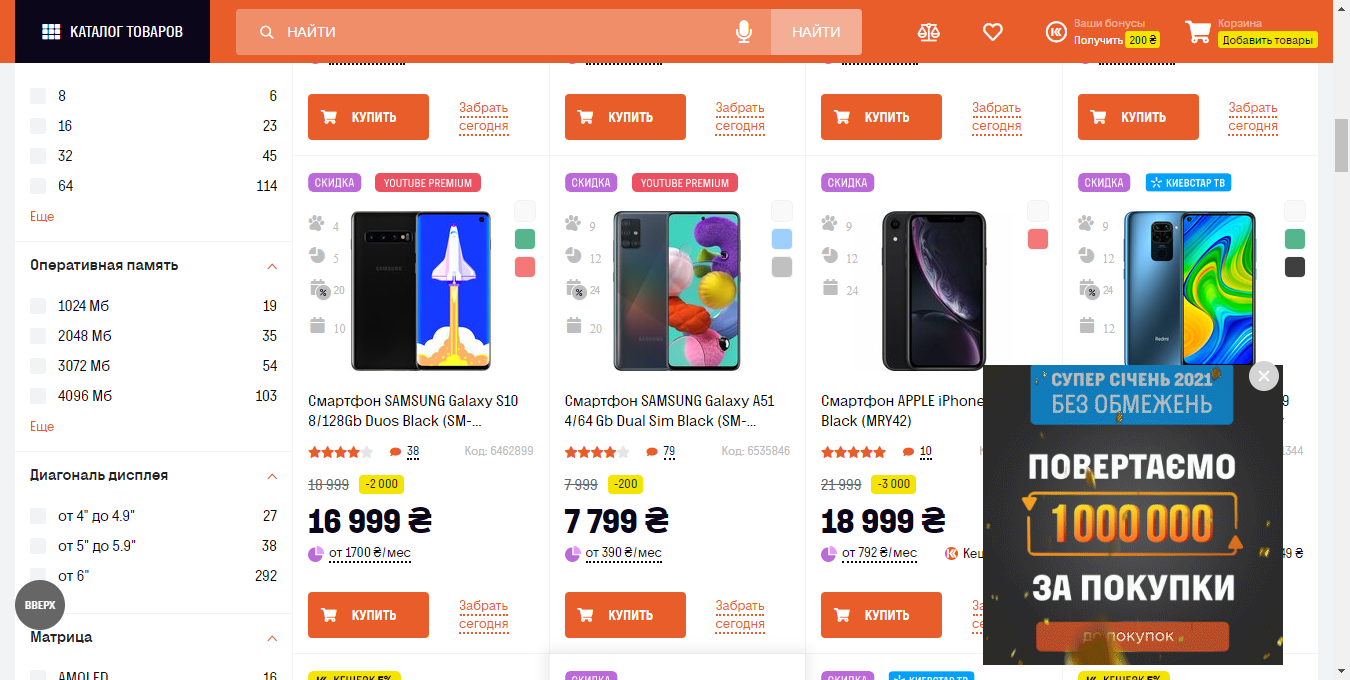 КАТАЛОГ ТОВАРОВ
НАЙТИ
НАЙТИ
Ваши бонусы
Получить 200 ₴
Корзина
Добавить товары
8 6
16 23
32 45
64 114
Еще
Оперативная память
1024 Мб 19
2048 Мб 35
3072 Мб 54
4096 Мб 103
Еще
Диагональ дисплея
от 4" до 4.9" 27
от 5" до 5.9" 38
от 6" 292
ВВЕРХ
Матрица
AMOLED 16
КУПИТЬ
Забрать
сегодня
КУПИТЬ
Забрать
сегодня
КУПИТЬ
Забрать
сегодня
КУПИТЬ
Забрать
сегодня
СКИДКА YOUTUBE PREMIUM
4
5
% 20
10
SAMSUNG
Смартфон SAMSUNG Galaxy S10
8/128Gb Duos Black (SM-...
38 Код: 6462899
18 999 -2 000
16 999 ₴
от 1700 ₴/мес
КУПИТЬ
Забрать
сегодня
СКИДКА YOUTUBE PREMIUM
9
12
% 24
20
SAMSUNG
Смартфон SAMSUNG Galaxy A51
4/64 Gb Dual Sim Black (SM-...
79 Код: 6535846
7 999 -200
7 799 ₴
от 390 ₴/мес
КУПИТЬ
Забрать
сегодня
СКИДКА
9
12
24
Смартфон APPLE iPhone
Black (MRY42)
10
21 999 -3 000
18 999 ₴
от 792 ₴/мес
КУПИТЬ
СКИДКА КИЕВСТАР ТВ
9
12
% 24
12
Redmi
1344
49 ₴
СУПЕР СІЧЕНЬ 2021
БЕЗ ОБМЕЖЕНЬ
ПОВЕРТАЄМО
1 000 000
ЗА ПОКУПКИ
до покупок
КЕШБЭК 5%
СКИДКА
СКИДКА КИЕВСТАР ТВ
КЕШБЭК 5%